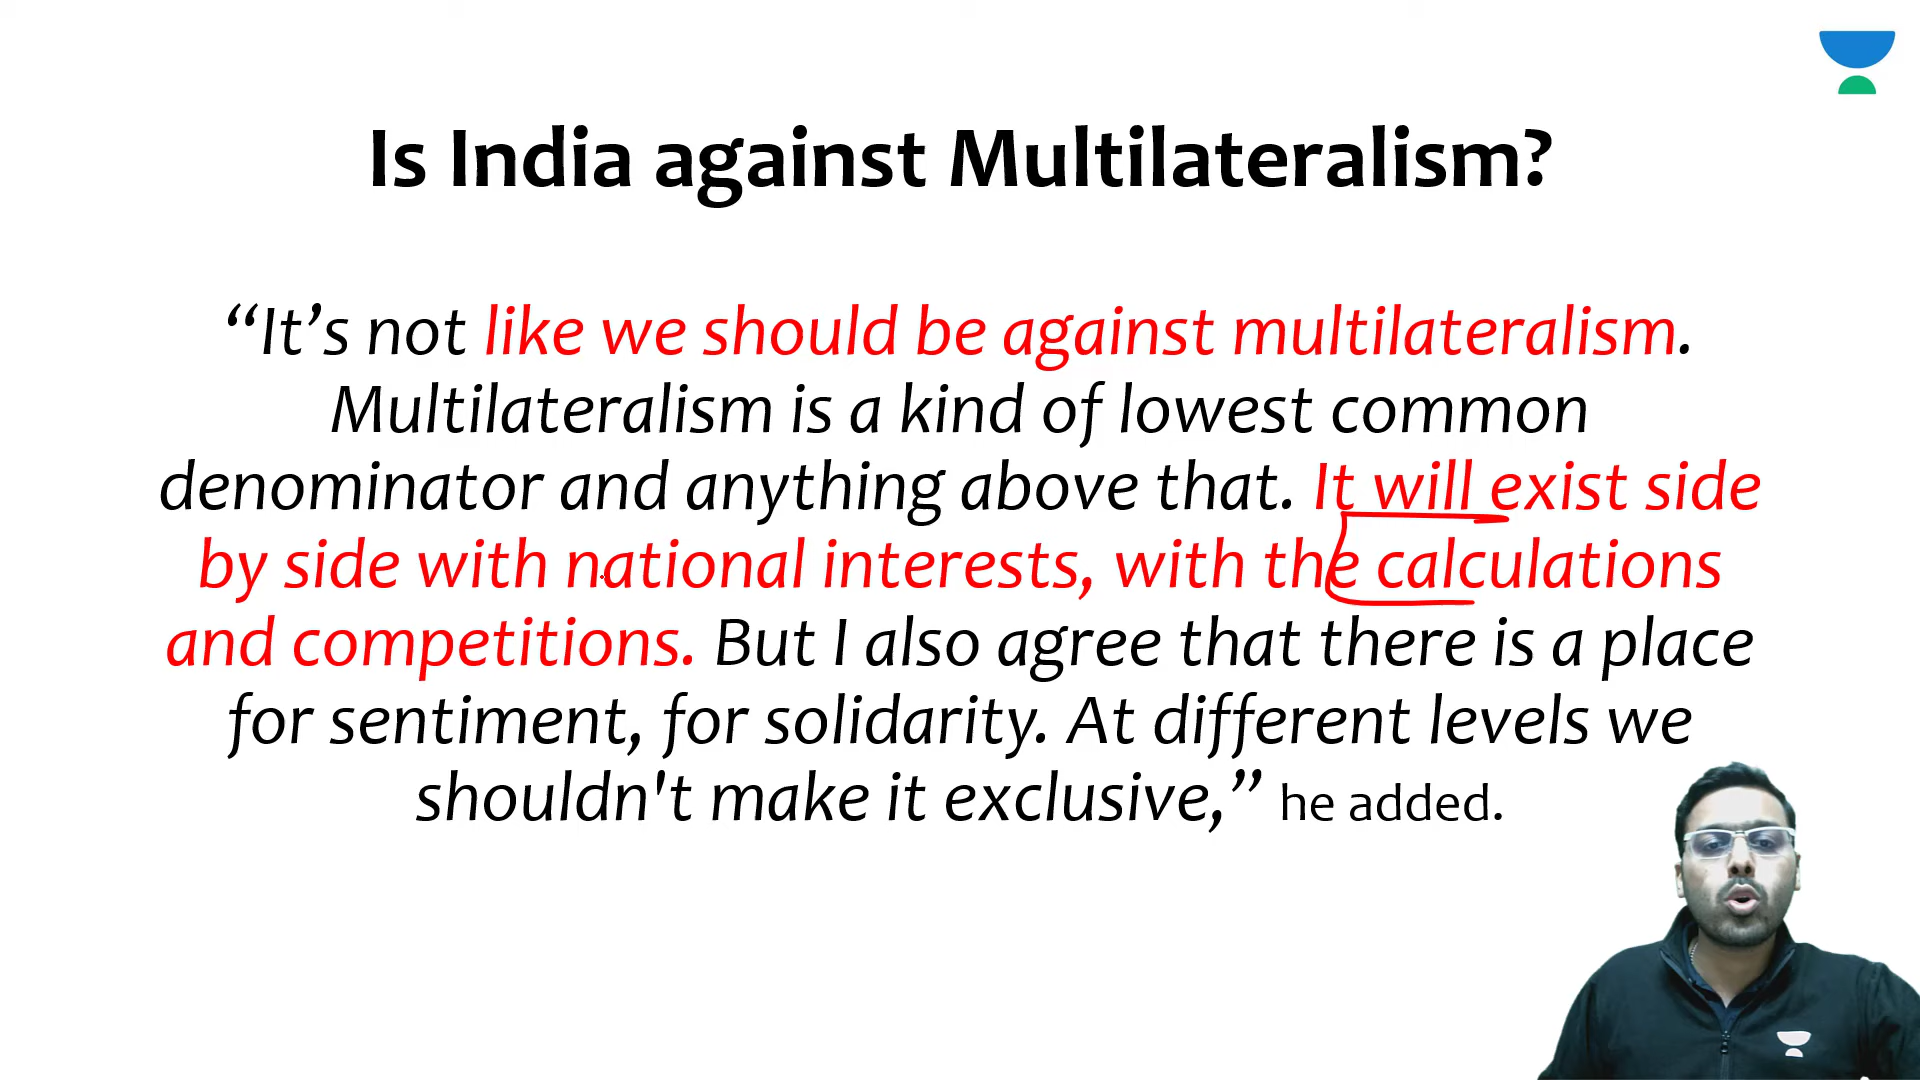 Is India against Multilateralism?
“It’s not like we should be against multilateralism.
Multilateralism is a kind of lowest common
denominator and anything above that. It will exist side
by side with national interests, with the calculations
and competitions. But I also agree that there is a place
for sentiment, for solidarity. At different levels we
shouldn't make it exclusive,” he added.